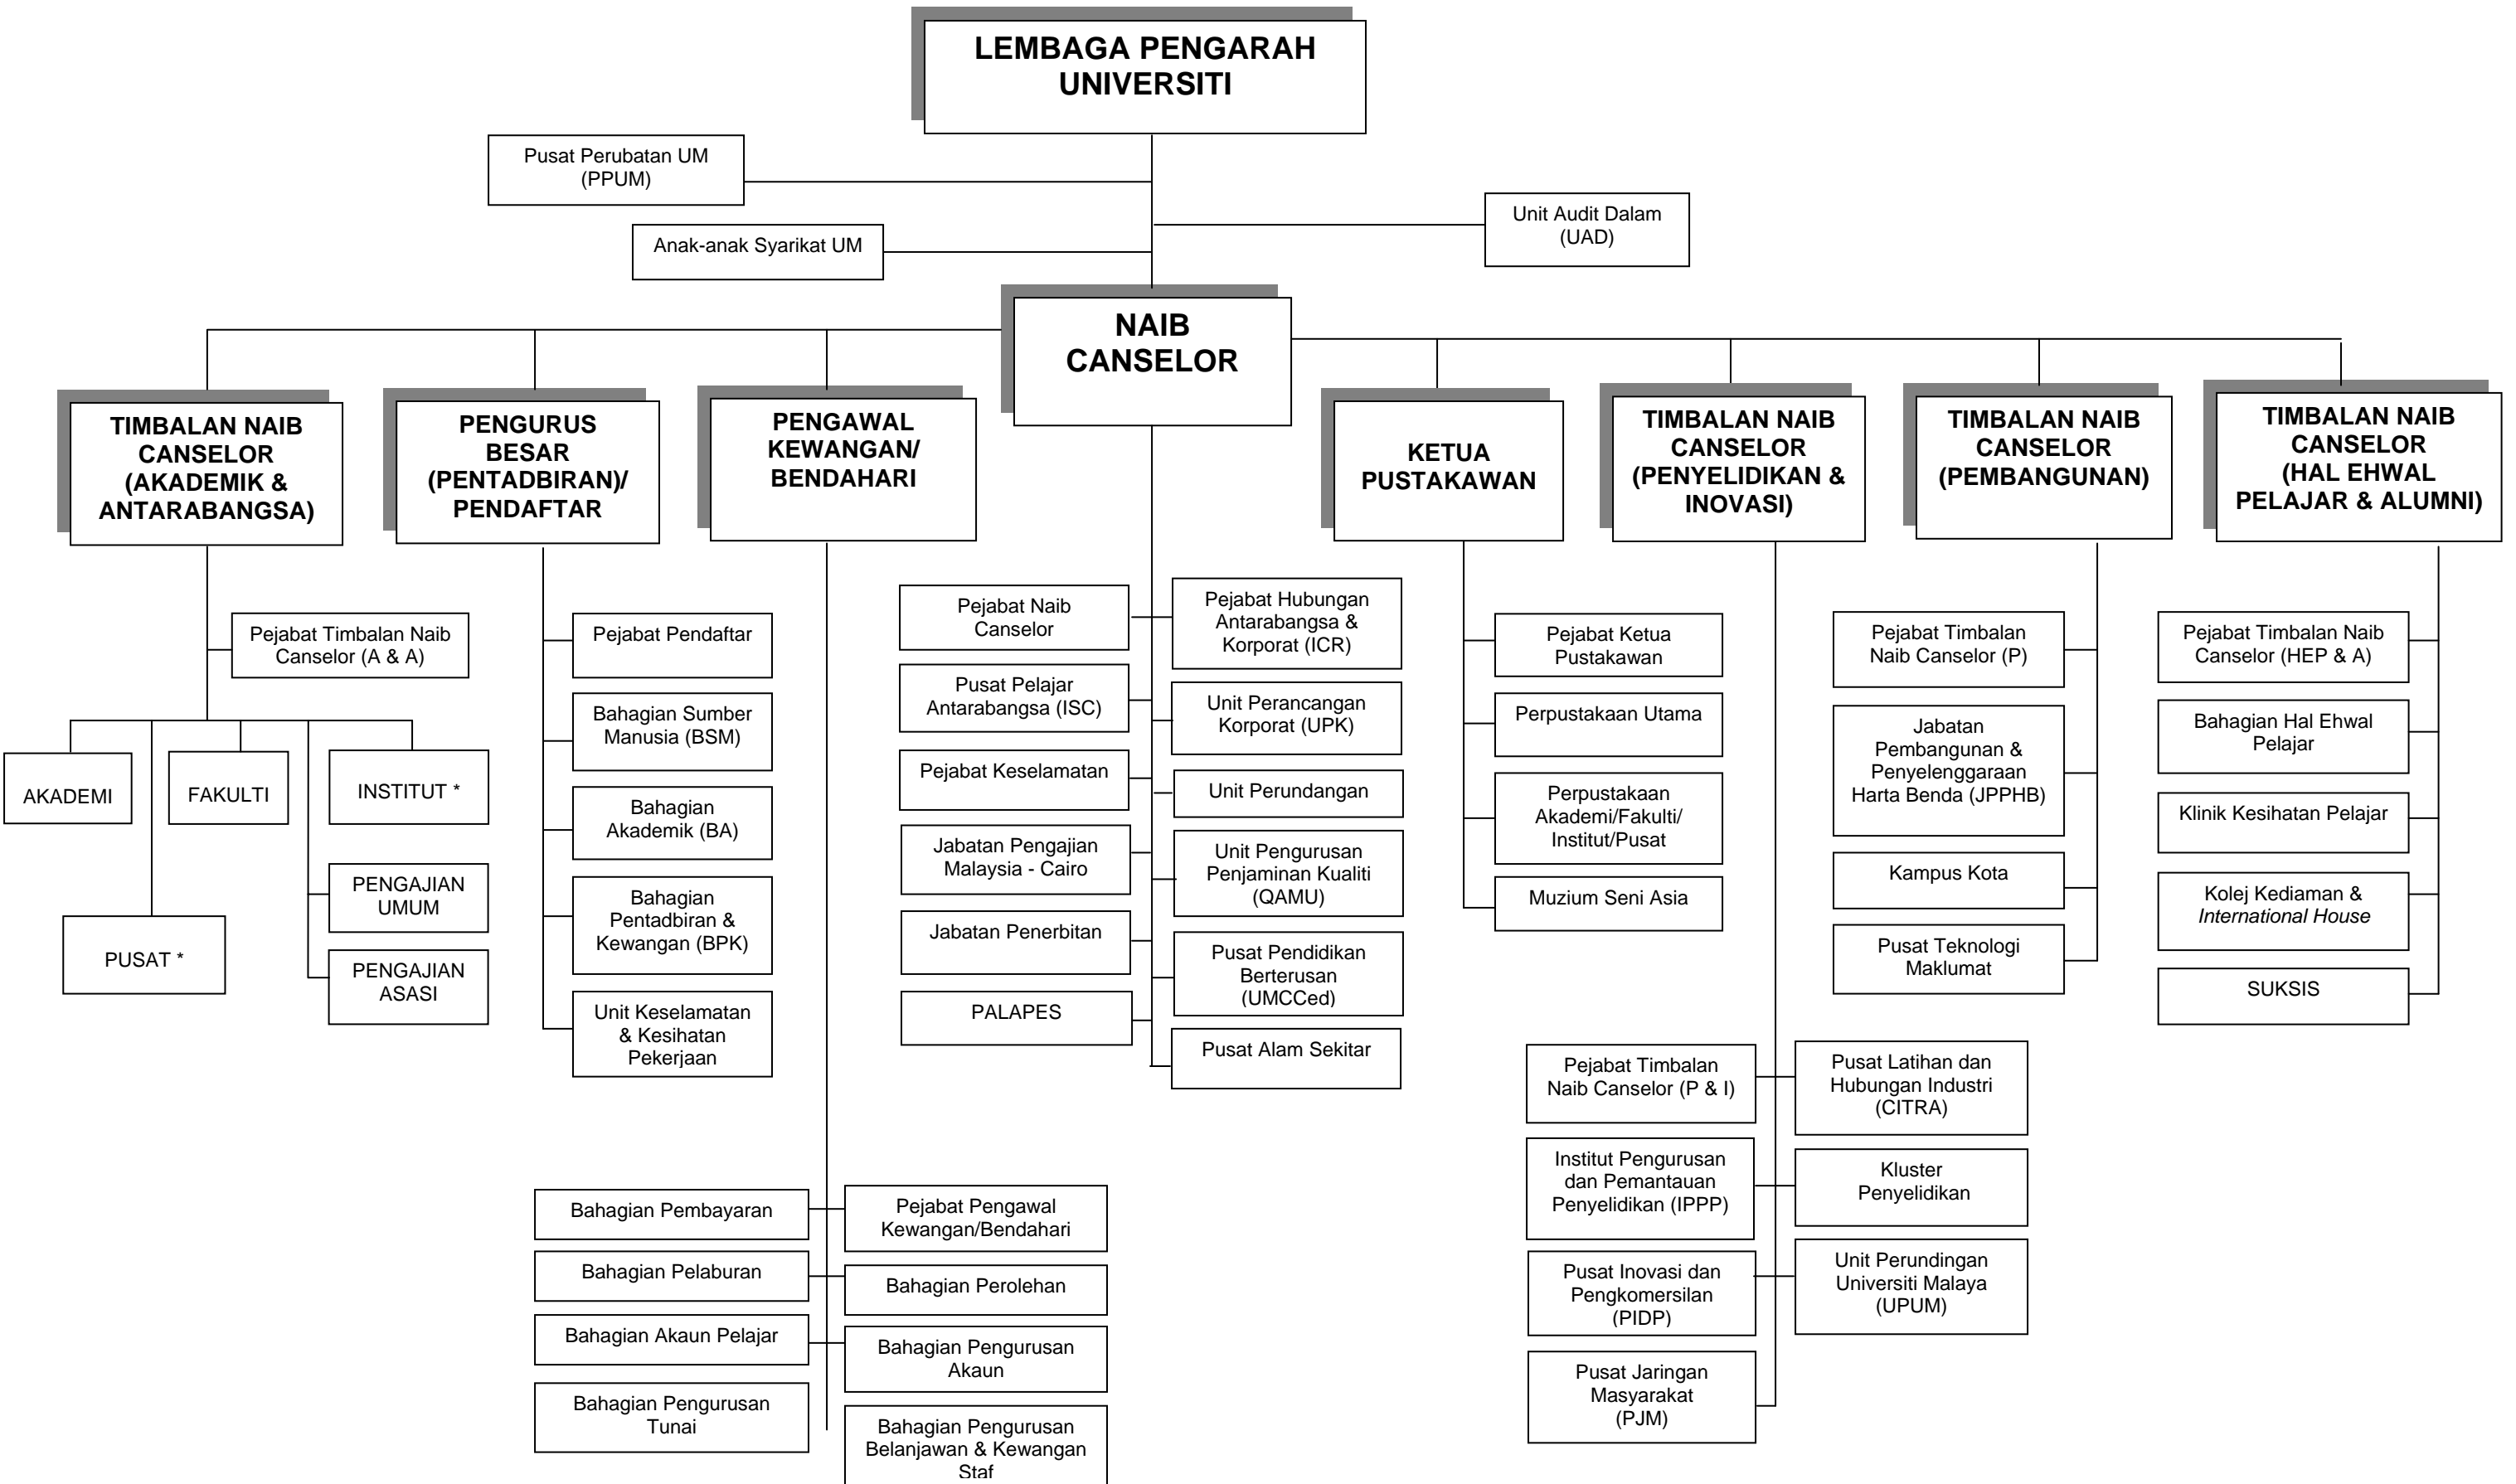 LEMBAGA PENGARAH
UNIVERSITI
Pusat Perubatan UM
(PPUM)
Unit Audit Dalam
(UAD)
Anak-anak Syarikat UM
NAIB
CANSELOR
TIMBALAN NAIB
CANSELOR
(AKADEMIK &
ANTARABANGSA)
PENGURUS
BESAR
(PENTADBIRAN)/
PENDAFTAR
PENGAWAL
KEWANGAN/
BENDAHARI
KETUA
PUSTAKAWAN
TIMBALAN NAIB
CANSELOR
(PENYELIDIKAN &
INOVASI)
TIMBALAN NAIB
CANSELOR
(PEMBANGUNAN)
TIMBALAN NAIB
CANSELOR
(HAL EHWAL
PELAJAR & ALUMNI)
Pejabat Timbalan Naib
Canselor (A & A)
AKADEMI
FAKULTI
INSTITUT *
PENGAJIAN
UMUM
PUSAT *
PENGAJIAN
ASASI
Pejabat Pendaftar
Bahagian Sumber
Manusia (BSM)
Bahagian
Akademik (BA)
Bahagian
Pentadbiran &
Kewangan (BPK)
Unit Keselamatan
& Kesihatan
Pekerjaan
Bahagian Pembayaran
Bahagian Pelaburan
Bahagian Akaun Pelajar
Bahagian Pengurusan
Tunai
Pejabat Pengawal
Kewangan/Bendahari
Bahagian Perolehan
Bahagian Pengurusan
Akaun
Bahagian Pengurusan
Belanjawan & Kewangan
Staf
Pejabat Naib
Canselor
Pusat Pelajar
Antarabangsa (ISC)
Pejabat Keselamatan
Jabatan Pengajian
Malaysia - Cairo
Jabatan Penerbitan
PALAPES
Pejabat Hubungan
Antarabangsa &
Korporat (ICR)
Unit Perancangan
Korporat (UPK)
Unit Perundangan
Unit Pengurusan
Penjaminan Kualiti
(QAMU)
Pusat Pendidikan
Berterusan
(UMCCed)
Pusat Alam Sekitar
Pejabat Ketua
Pustakawan
Perpustakaan Utama
Perpustakaan
Akademi/Fakulti/
Institut/Pusat
Muzium Seni Asia
Pejabat Timbalan
Naib Canselor (P & I)
Institut Pengurusan
dan Pemantauan
Penyelidikan (IPPP)
Pusat Inovasi dan
Pengkomersilan
(PIDP)
Pusat Jaringan
Masyarakat
(PJM)
Pusat Latihan dan
Hubungan Industri
(CITRA)
Kluster
Penyelidikan
Unit Perundingan
Universiti Malaya
(UPUM)
Pejabat Timbalan
Naib Canselor (P)
Jabatan
Pembangunan &
Penyelenggaraan
Harta Benda (JPPHB)
Kampus Kota
Pusat Teknologi
Maklumat
Pejabat Timbalan Naib
Canselor (HEP & A)
Bahagian Hal Ehwal
Pelajar
Klinik Kesihatan Pelajar
Kolej Kediaman &
International House
SUKSIS